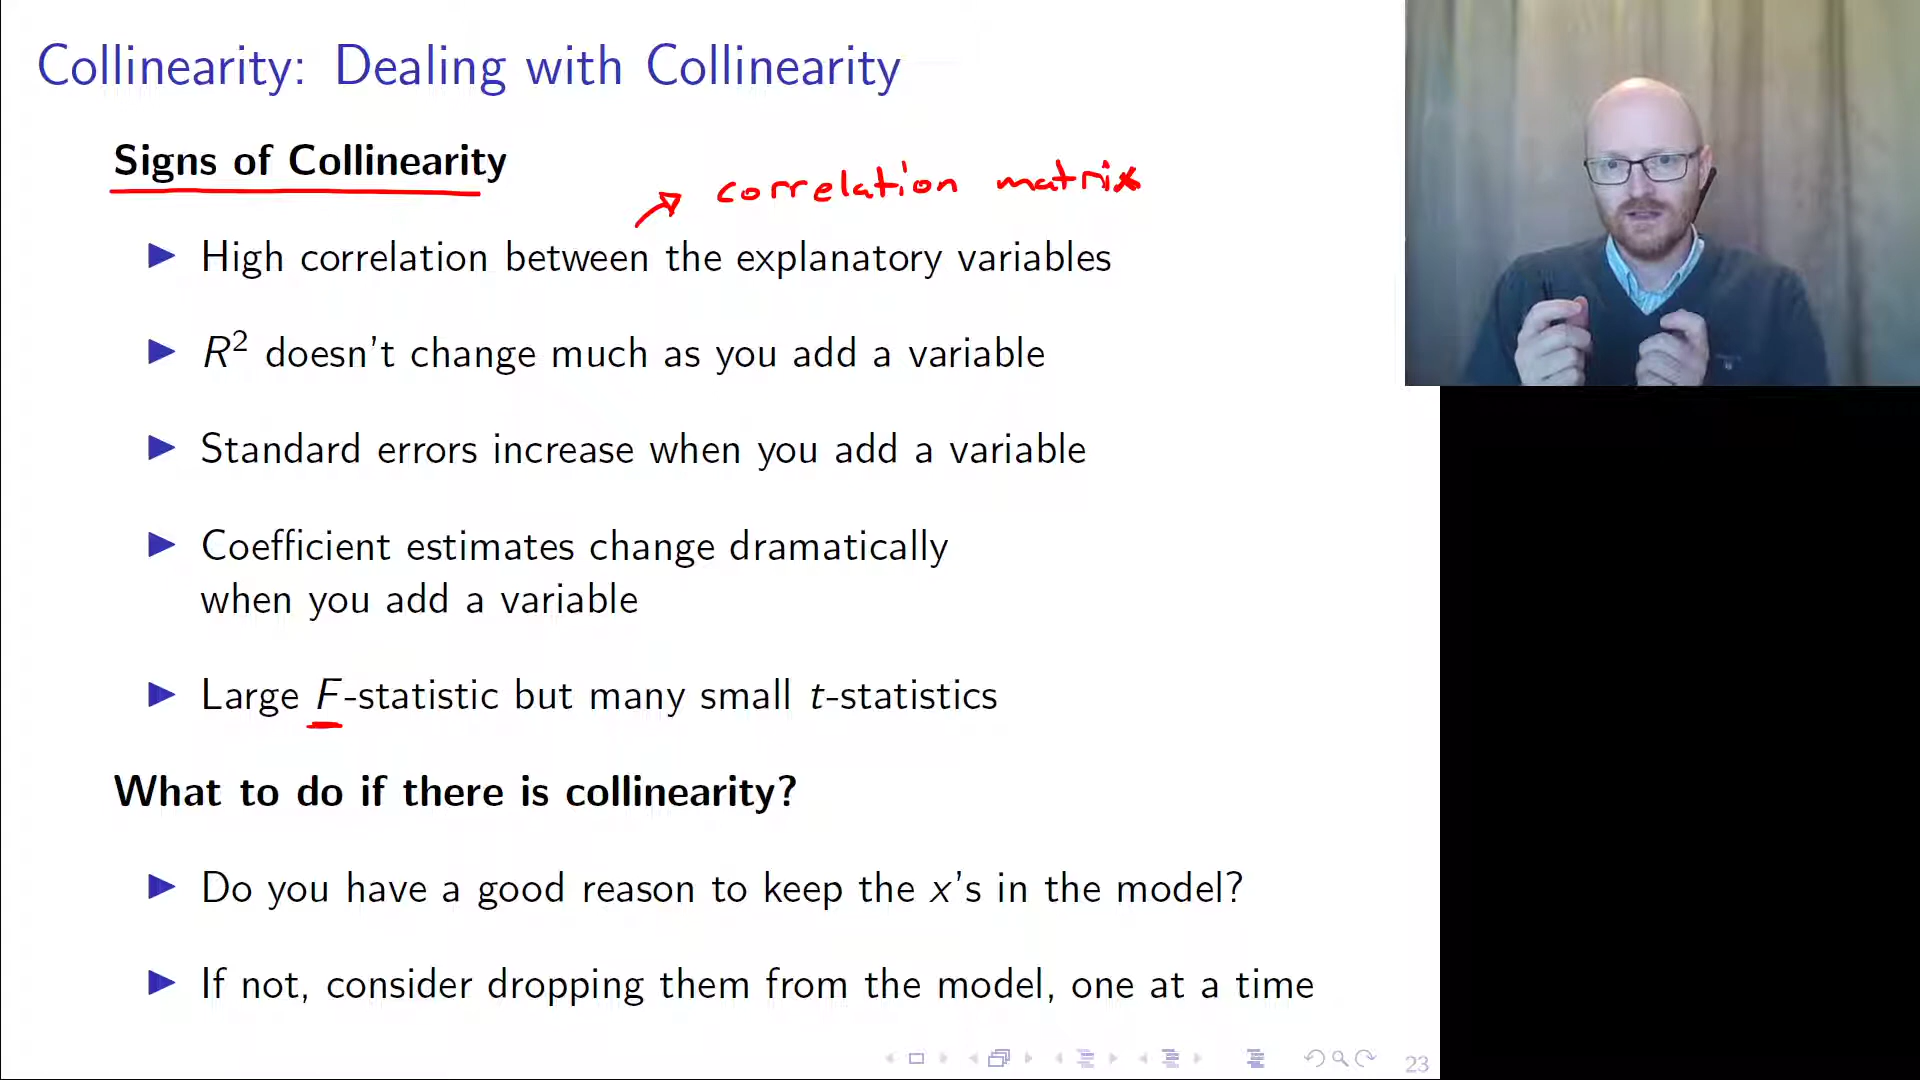 Collinearity: Dealing with Collinearity
Signs of Collinearity
correlation matrix
High correlation between the explanatory variables
R² doesn't change much as you add a variable
Standard errors increase when you add a variable
Coefficient estimates change dramatically
when you add a variable
Large F-statistic but many small t-statistics
What to do if there is collinearity?
Do you have a good reason to keep the x's in the model?
If not, consider dropping them from the model, one at a time
23